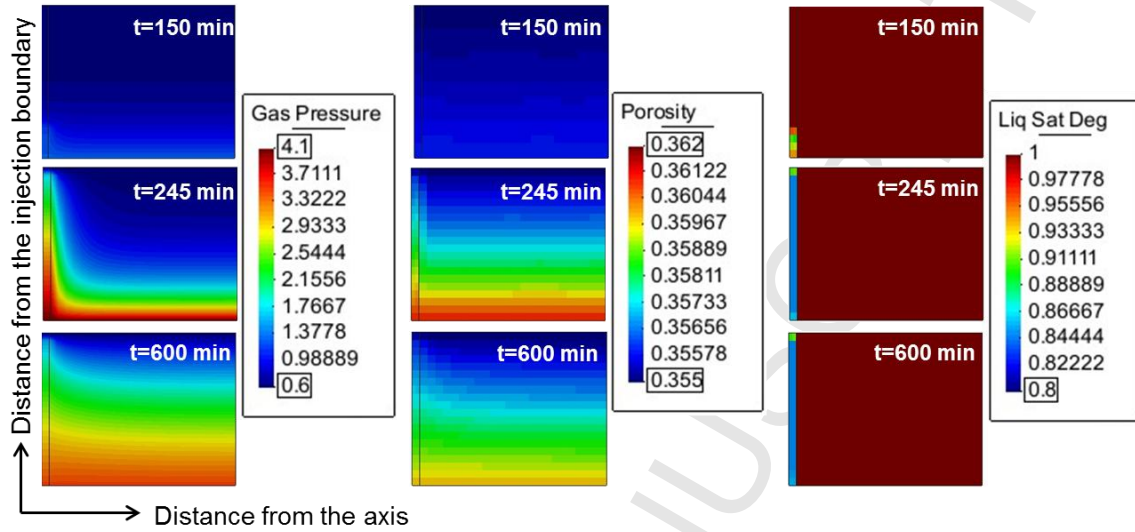 t=150 min
t=150 min
t=150 min
Gas Pressure
4.1
3.7111
3.3222
2.9333
2.5444
2.1556
1.7667
1.3778
0.98889
0.6
Porosity
0.362
0.36122
0.36044
0.35967
0.35889
0.35811
0.35733
0.35656
0.35578
0.355
Liq Sat Deg
1
0.97778
0.95556
0.93333
0.91111
0.88889
0.86667
0.84444
0.82222
0.8
t=245 min
t=245 min
t=245 min
t=600 min
t=600 min
t=600 min
Distance from the injection boundary
Distance from the axis